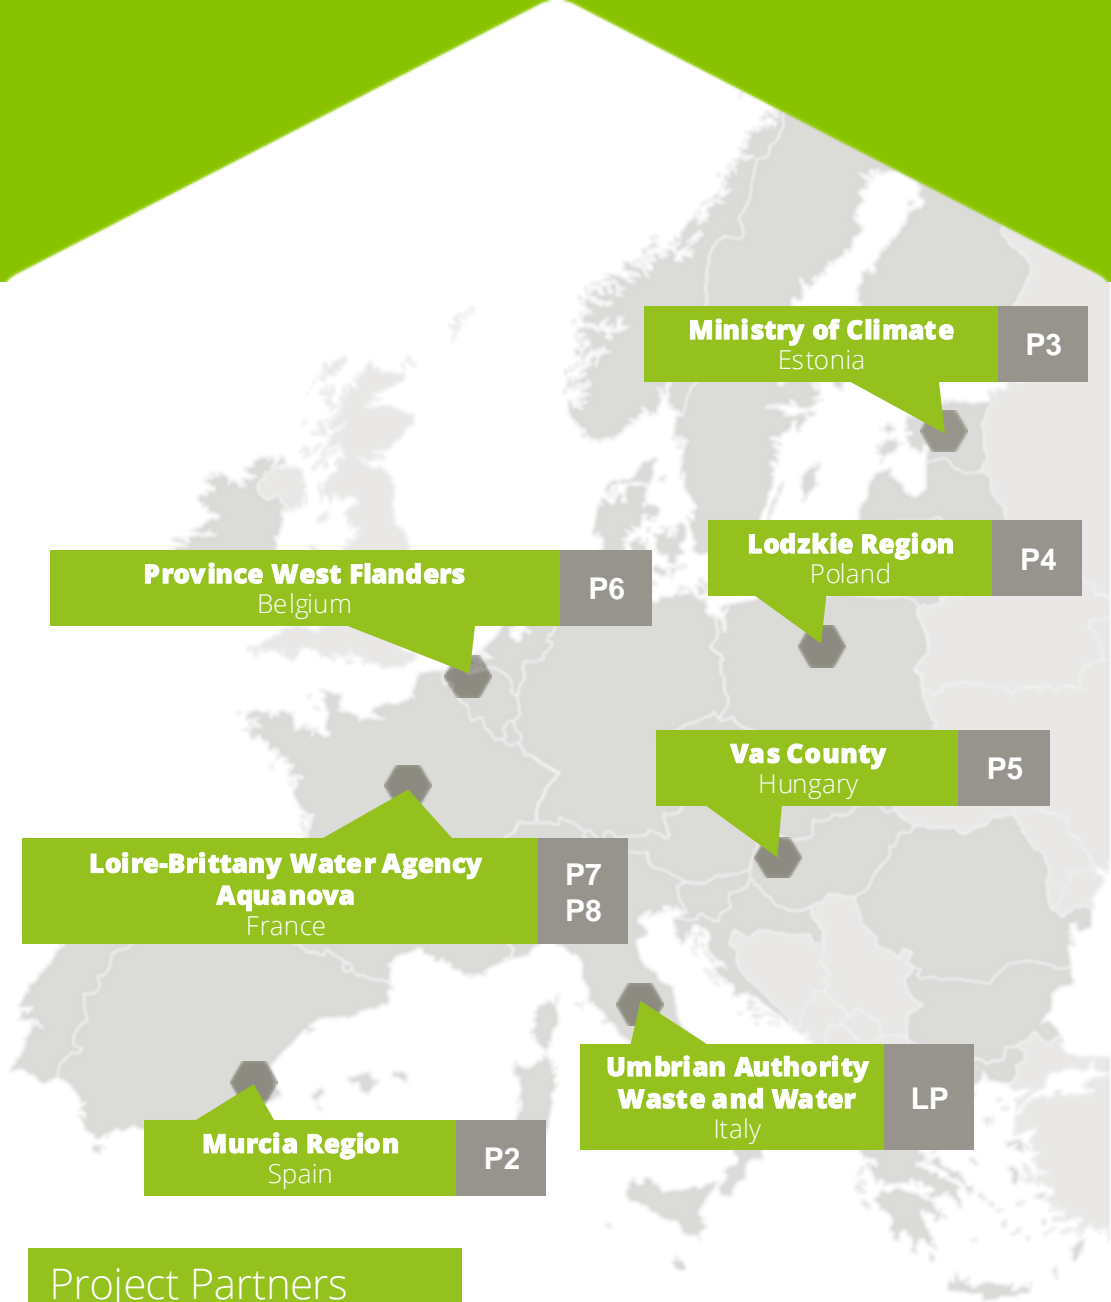 Ministry of Climate
Estonia
P3
Lodzkie Region
Poland
P4
Province West Flanders
Belgium
P6
Vas County
Hungary
P5
Loire-Brittany Water Agency
Aquanova
France
P7
P8
Umbrian Authority
Waste and Water
Italy
LP
Murcia Region
Spain
P2
Project Partners